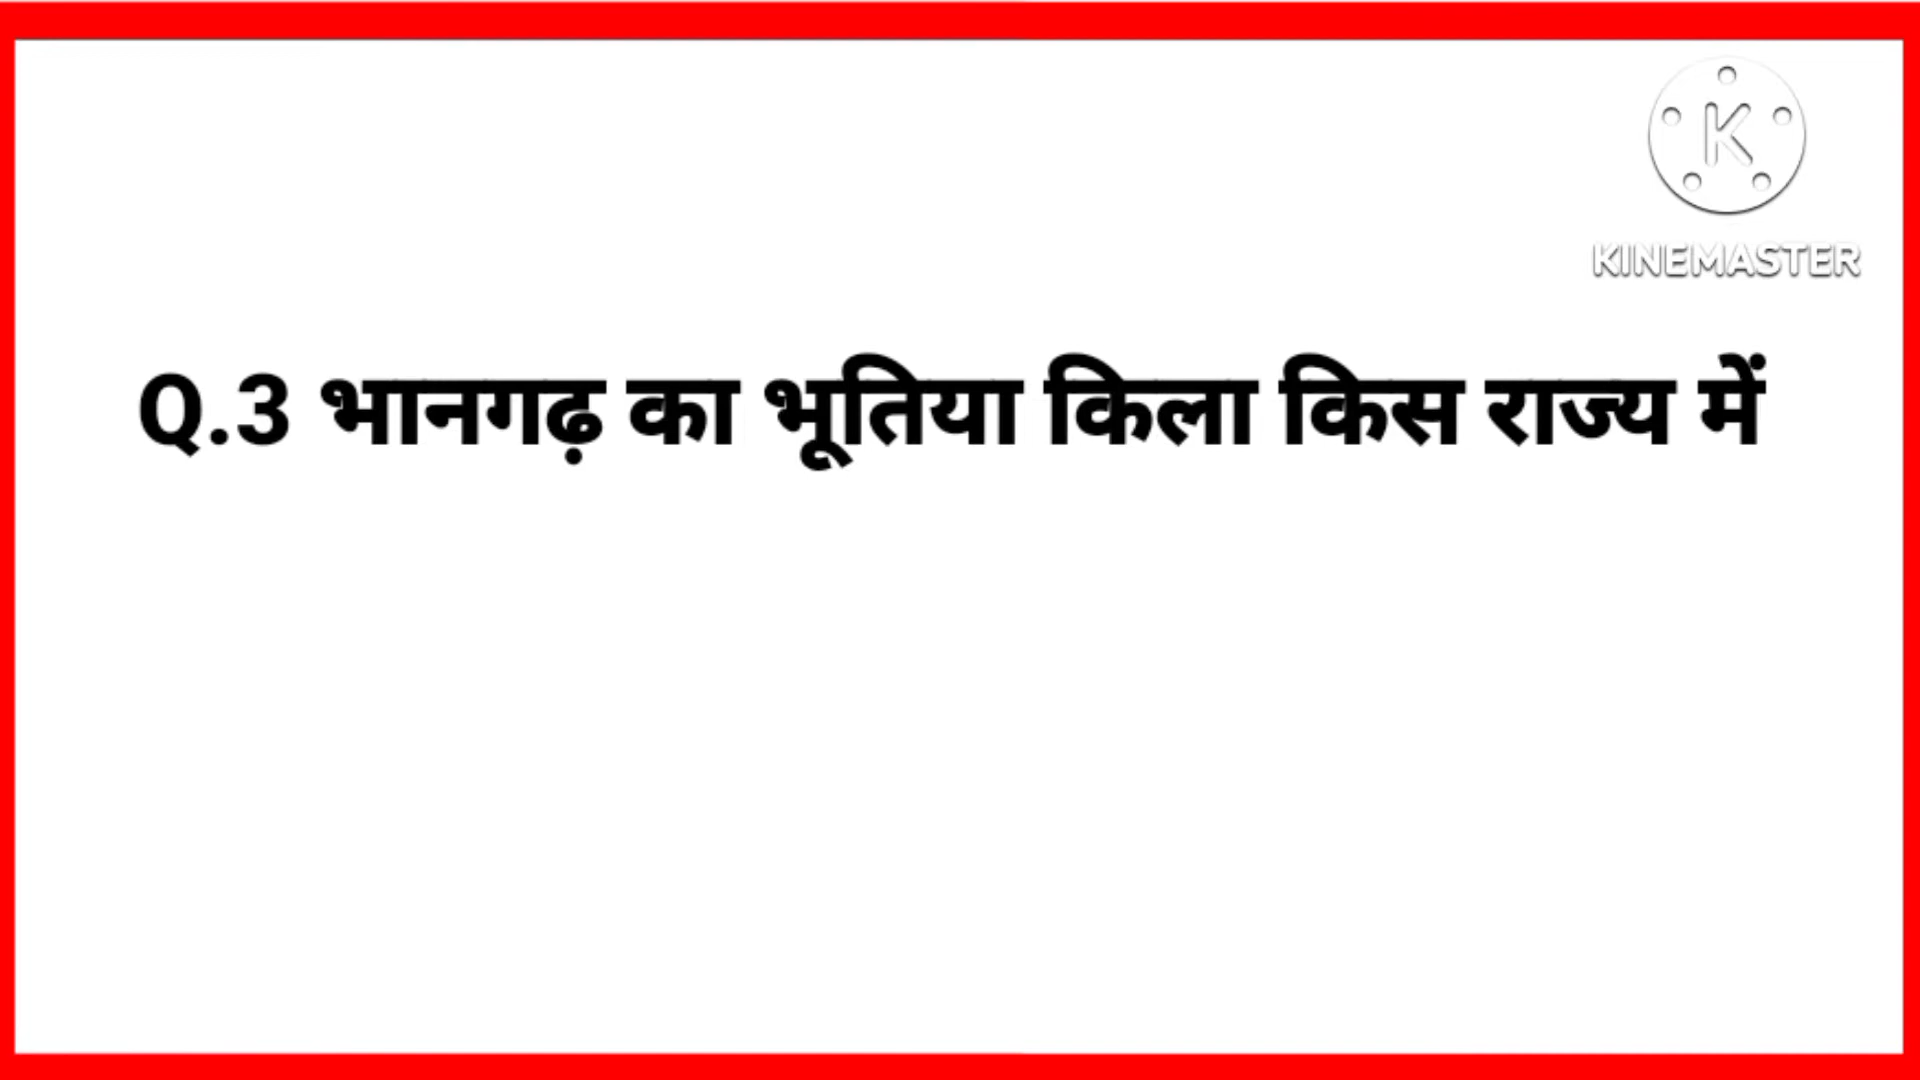 K
KINEMASTER
Q.3 भानगढ़ का भूतिया किला किस राज्य में